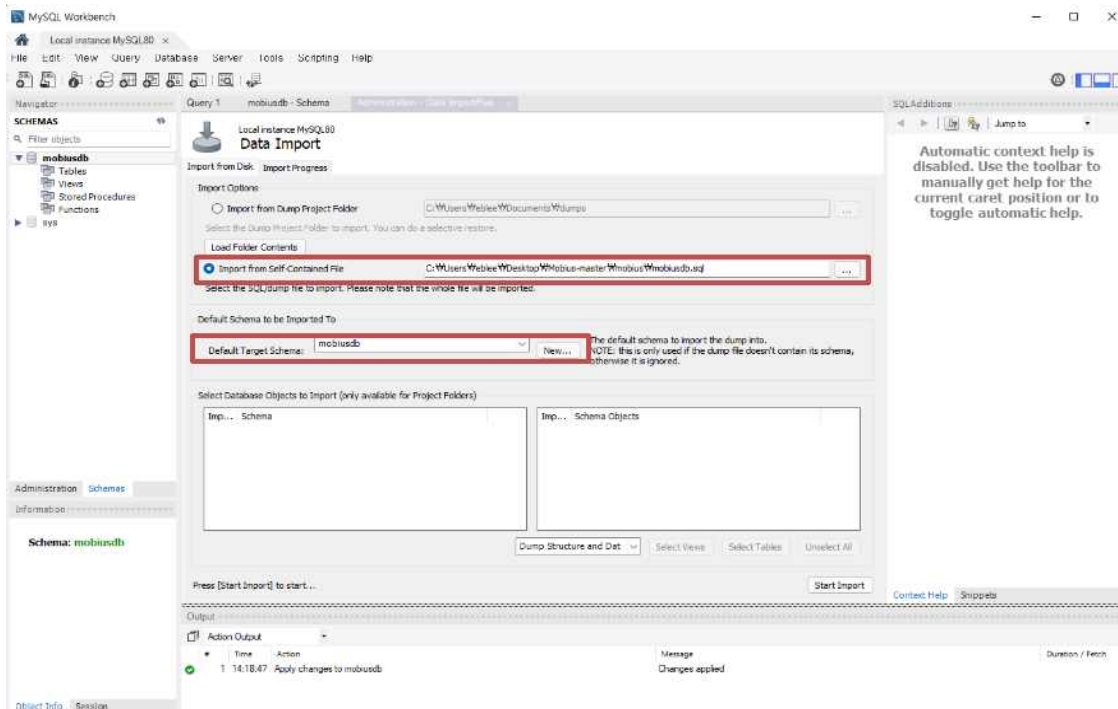 MySQL Workbench
Local instance MySQL80 ×
File Edit View Query Database Server Tools Scripting Help
Navigator
SCHEMAS
Filter objects
mobiusdb
Tables
Views
Stored Procedures
Functions
sys
Administration Schemas
Information
Schema: mobiusdb
Object Info Session
Query 1 mobiusdb - Schema
Local instance MySQL80
Data Import
Import from Disk Import Progress
Import Options
Import from Dump Project Folder C:₩Users₩eblee₩Documents₩dumps ...
Select the Dump Project Folder to import. You can do a selective restore.
Load Folder Contents
Import from Self-Contained File C:₩Users₩eblee₩Desktop₩Mobius-master₩mobius₩mobiusdb.sql ...
Select the SQL/dump file to import. Please note that the whole file will be imported.
Default Schema to be Imported To
Default Target Schema: mobiusdb New...
The default schema to import the dump into.
NOTE: this is only used if the dump file doesn't contain its schema,
otherwise it is ignored.
Select Database Objects to Import (only available for Project Folders)
Imp... Schema
Imp... Schema Objects
Dump Structure and Dat Select Views Select Tables Unselect All
Press [Start Import] to start... Start Import
Output
Action Output
# Time Action Message Duration / Fetch
1 14:18:47 Apply changes to mobiusdb Changes applied
SQLAdditions
Jump to
Automatic context help is
disabled. Use the toolbar to
manually get help for the
current caret position or to
toggle automatic help.
Context Help Snippets